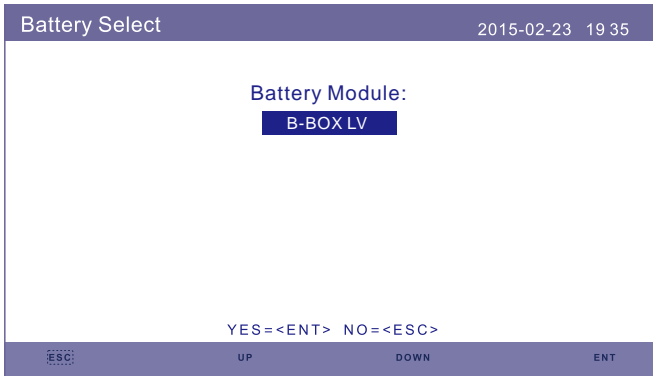 Battery Select 2015-02-23 19 35
Battery Module:
B-BOX LV
YES=<ENT> NO=<ESC>
ESC UP DOWN ENT